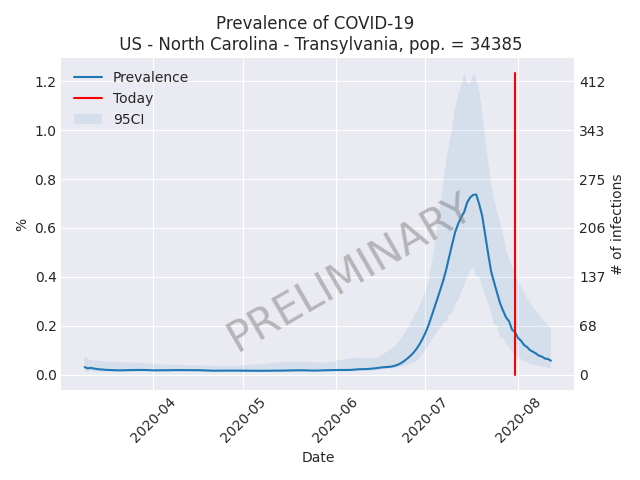 Prevalence of COVID-19
US - North Carolina - Transylvania, pop. = 34385
Prevalence
Today
95CI
PRELIMINARY
%
1.2
1.0
0.8
0.6
0.4
0.2
0.0
412
343
275
206
137
68
0
# of infections
2020-04
2020-05
2020-06
2020-07
2020-08
Date